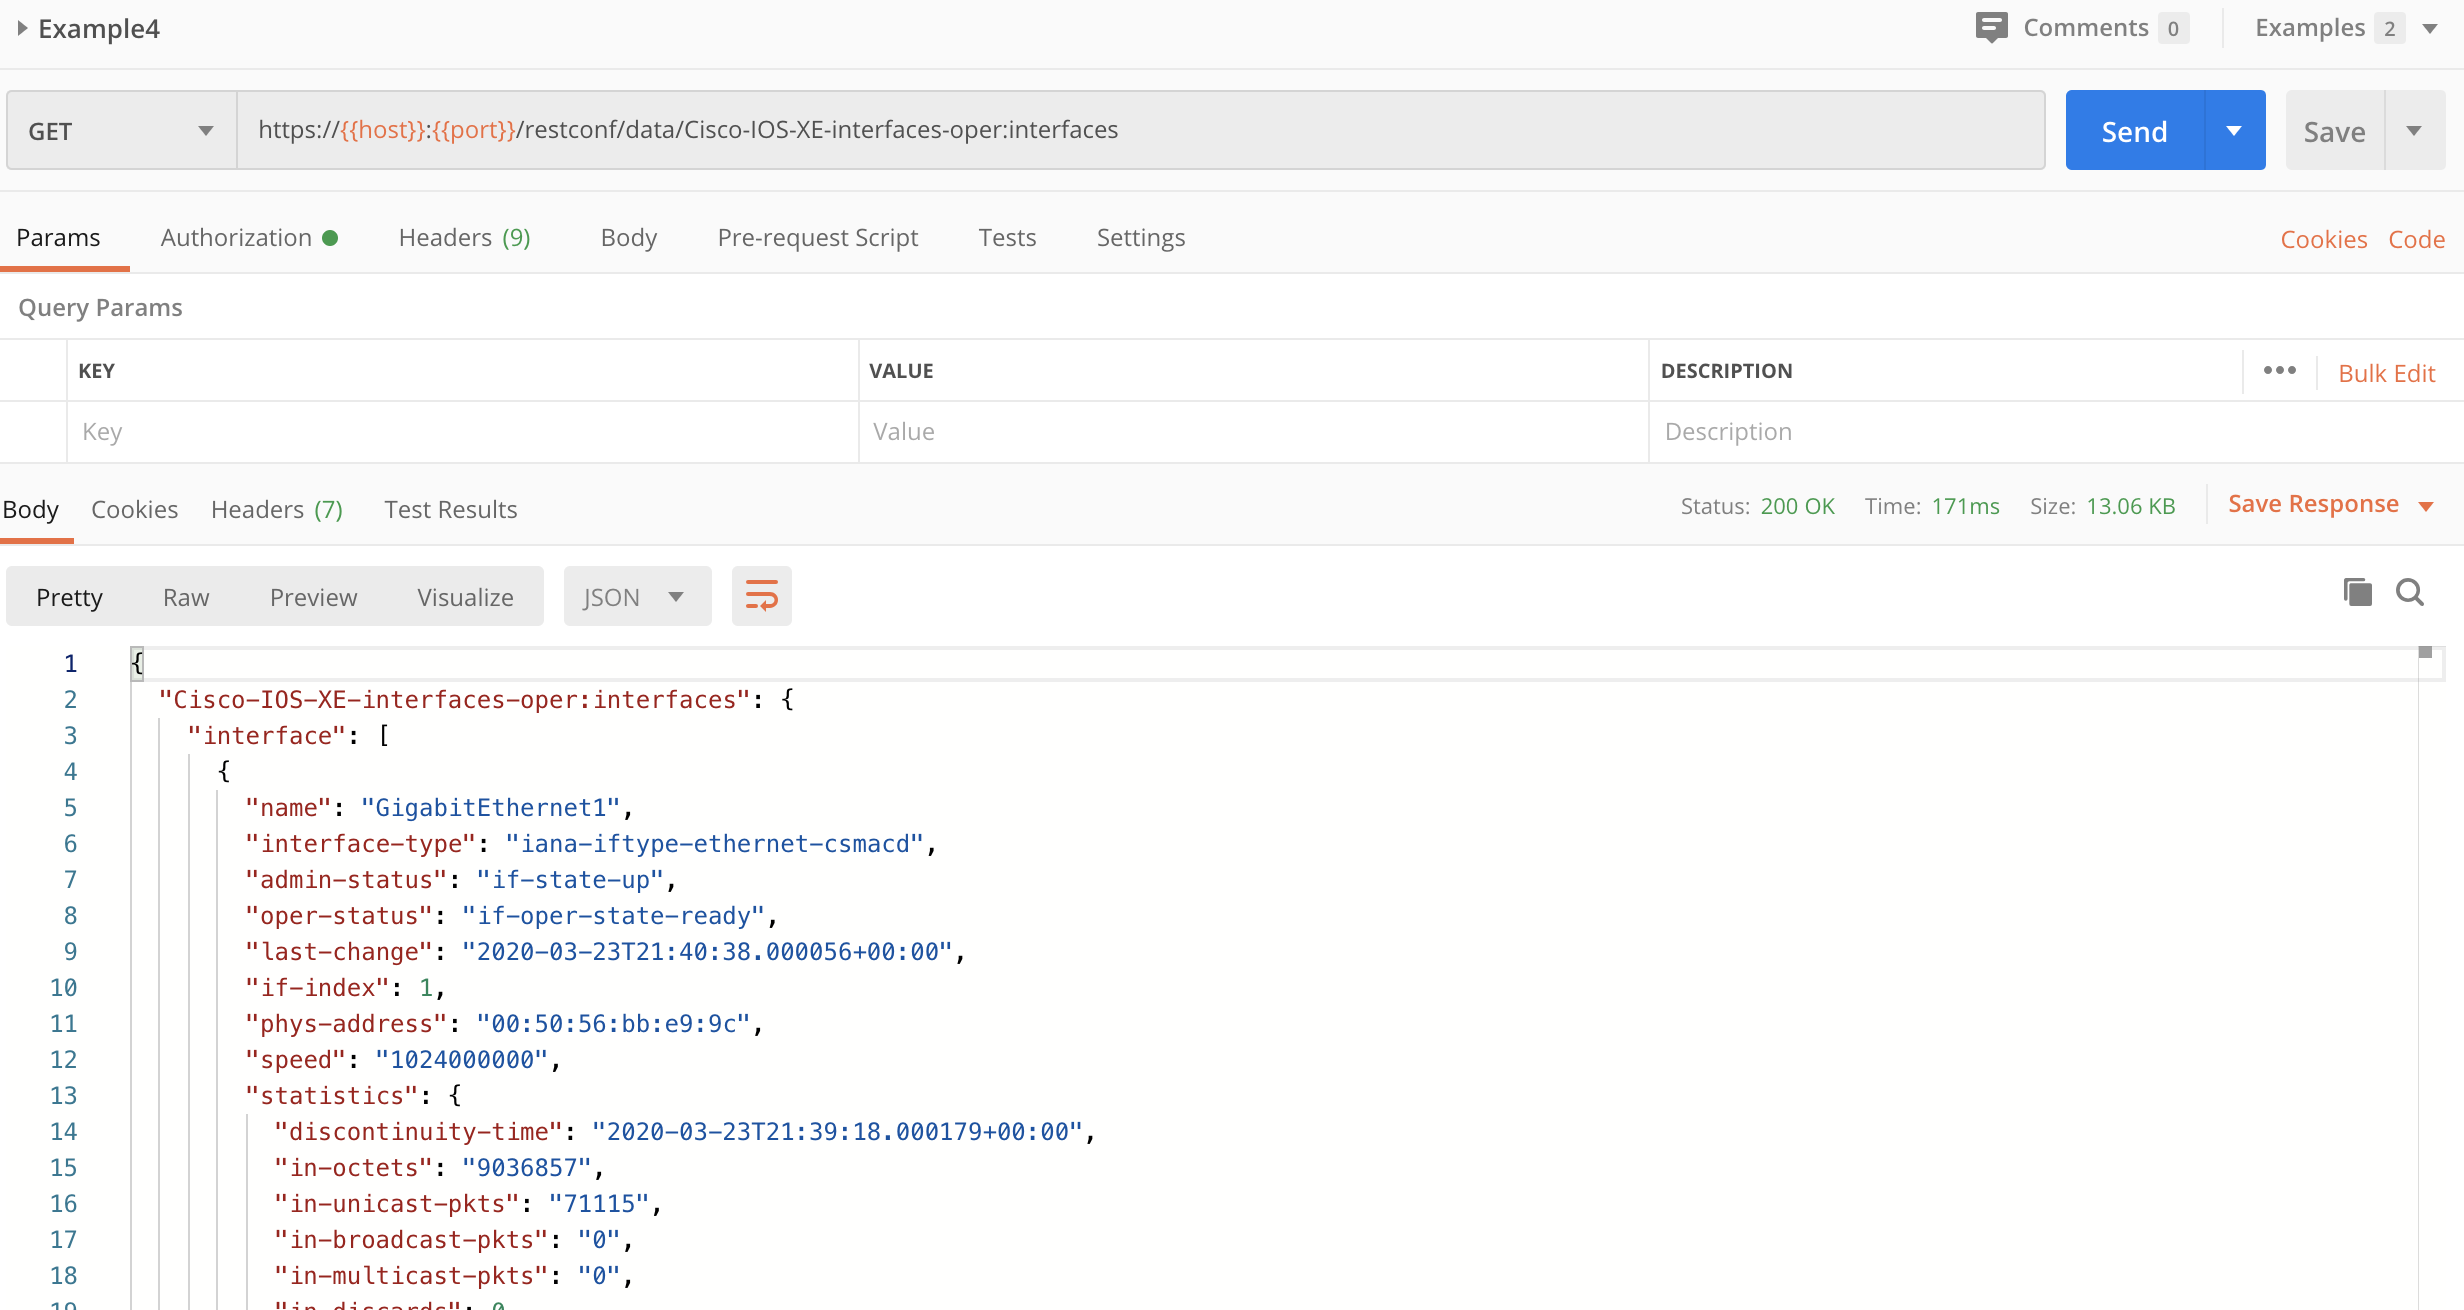 Example4
Comments 0
Examples 2
GET
https://{{host}}:{{port}}/restconf/data/Cisco-IOS-XE-interfaces-oper:interfaces
Send
Save
Params
Authorization
Headers (9)
Body
Pre-request Script
Tests
Settings
Cookies
Code
Query Params
KEY
VALUE
DESCRIPTION
Bulk Edit
Key
Value
Description
Body
Cookies
Headers (7)
Test Results
Status: 200 OK
Time: 171ms
Size: 13.06 KB
Save Response
Pretty
Raw
Preview
Visualize
JSON
1 {
2 "Cisco-IOS-XE-interfaces-oper:interfaces": {
3 "interface": [
4 {
5 "name": "GigabitEthernet1",
6 "interface-type": "iana-iftype-ethernet-csmacd",
7 "admin-status": "if-state-up",
8 "oper-status": "if-oper-state-ready",
9 "last-change": "2020-03-23T21:40:38.000056+00:00",
10 "if-index": 1,
11 "phys-address": "00:50:56:bb:e9:9c",
12 "speed": "1024000000",
13 "statistics": {
14 "discontinuity-time": "2020-03-23T21:39:18.000179+00:00",
15 "in-octets": "9036857",
16 "in-unicast-pkts": "71115",
17 "in-broadcast-pkts": "0",
18 "in-multicast-pkts": "0",
19 "in-discards": 0